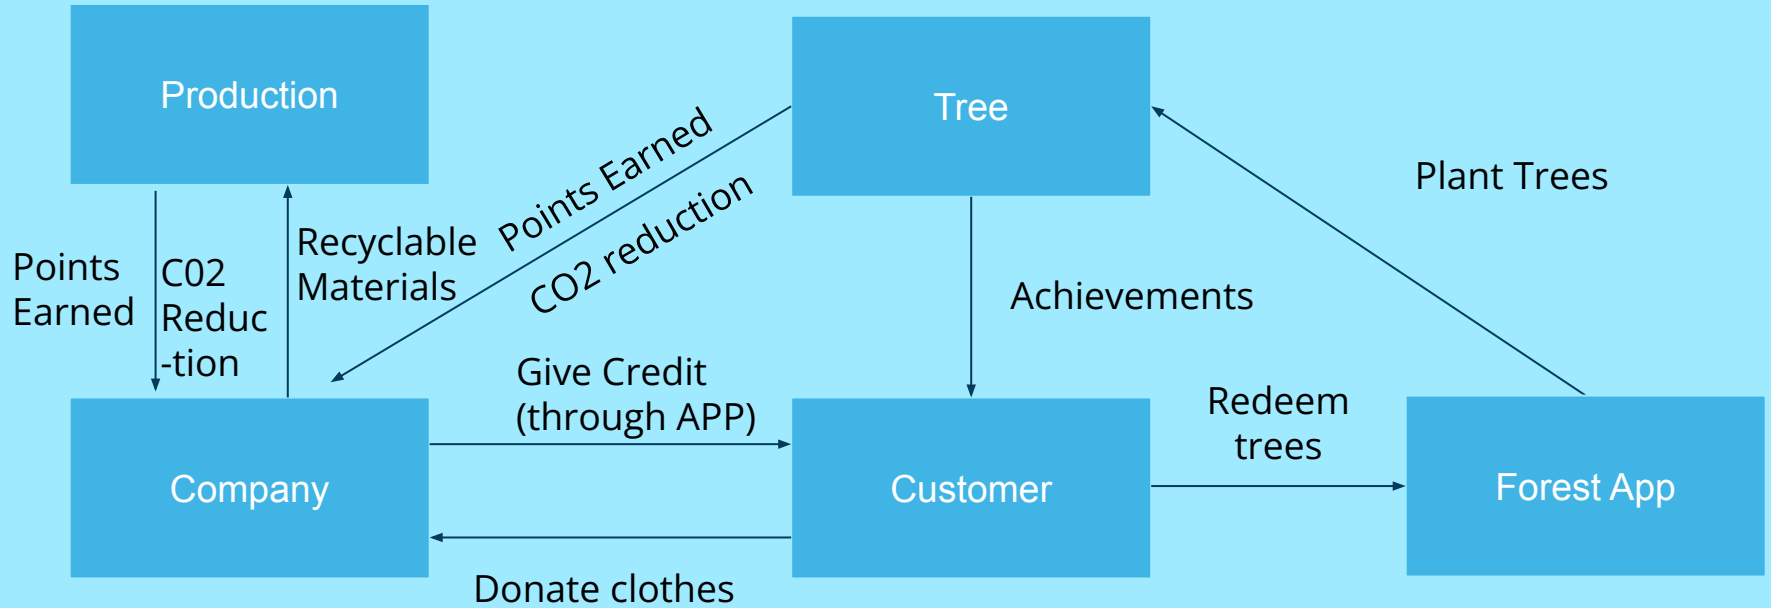 Production
Tree
Points Earned
CO2 reduction
Plant Trees
Points
Earned
C02
Reduc
-tion
Recyclable
Materials
Achievements
Give Credit
(through APP)
Redeem
trees
Company
Customer
Forest App
Donate clothes